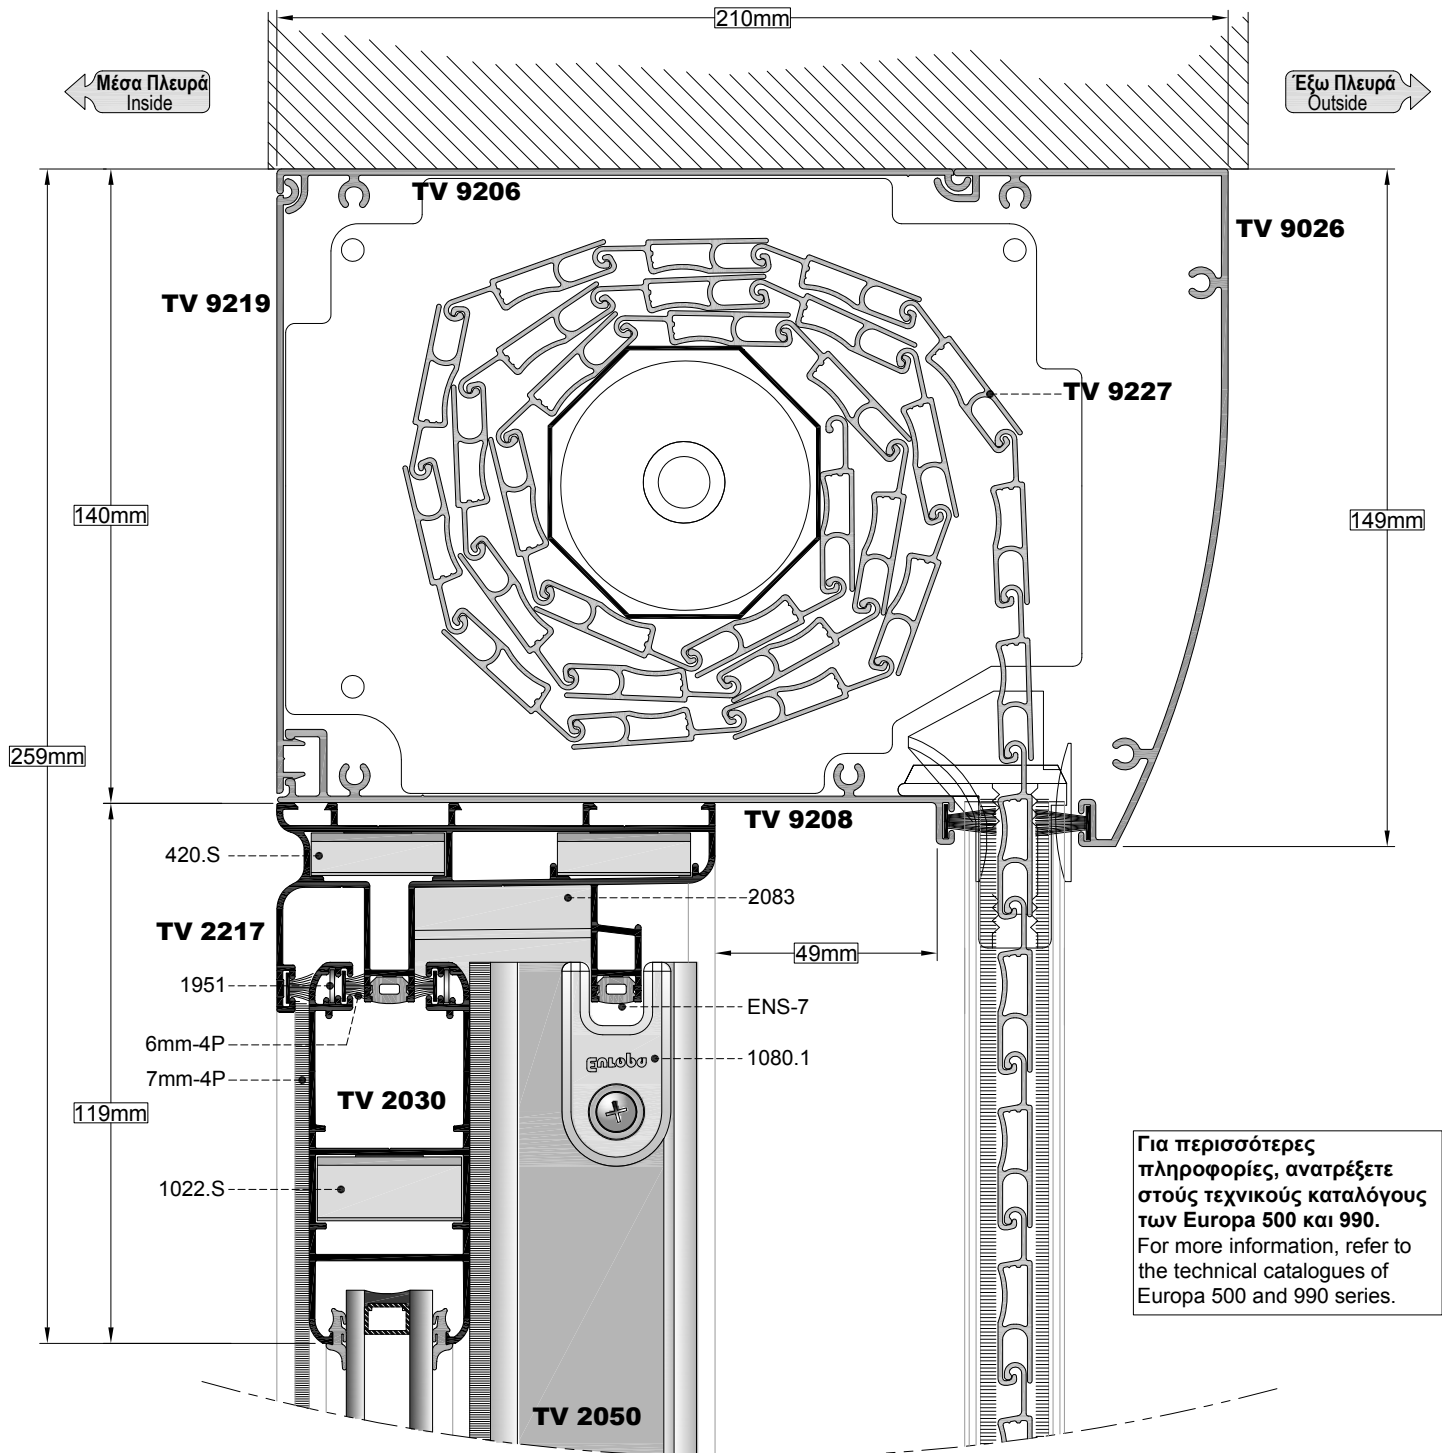 210mm
Μέσα Πλευρά
Inside
Έξω Πλευρά
Outside
TV 9206
TV 9026
TV 9219
TV 9227
140mm
149mm
259mm
TV 9208
420.S
2083
TV 2217
49mm
1951
ENS-7
6mm-4P
1080.1
7mm-4P
TV 2030
119mm
1022.S
Για περισσότερες
πληροφορίες, ανατρέξετε
στούς τεχνικούς καταλόγους
των Europa 500 και 990.
For more information, refer to
the technical catalogues of
Europa 500 and 990 series.
TV 2050